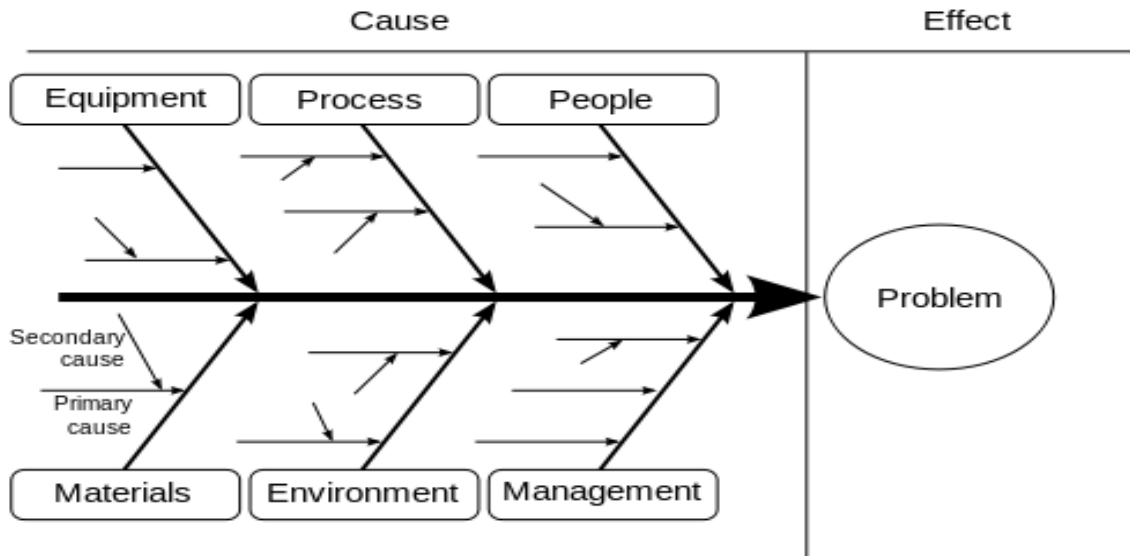 Cause
Effect
Equipment
Process
People
Problem
Secondary
cause
Primary
cause
Materials
Environment
Management